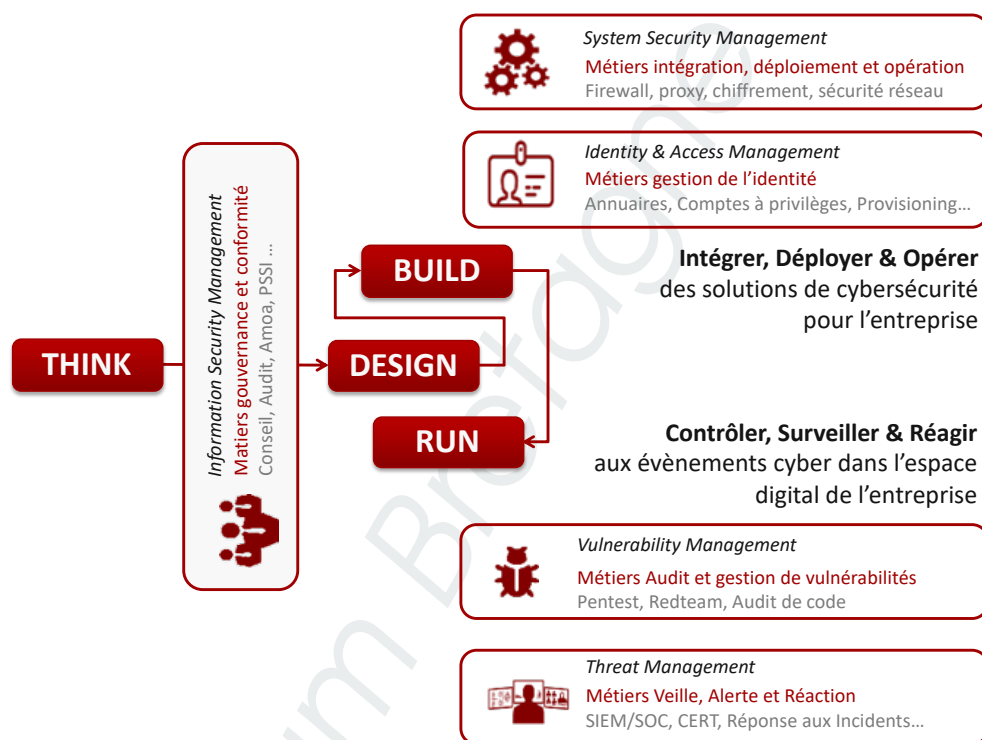 System Security Management
Métiers intégration, déploiement et opération
Firewall, proxy, chiffrement, sécurité réseau
Identity & Access Management
Métiers gestion de l'identité
Annuaires, Comptes à privilèges, Provisioning…
Information Security Management
Matiers gouvernance et conformité
Conseil, Audit, Amoa, PSSI …
THINK
BUILD
DESIGN
RUN
Intégrer, Déployer & Opérer
des solutions de cybersécurité
pour l'entreprise
Contrôler, Surveiller & Réagir
aux évènements cyber dans l'espace
digital de l'entreprise
Vulnerability Management
Métiers Audit et gestion de vulnérabilités
Pentest, Redteam, Audit de code
Threat Management
Métiers Veille, Alerte et Réaction
SIEM/SOC, CERT, Réponse aux Incidents…
Bretagne